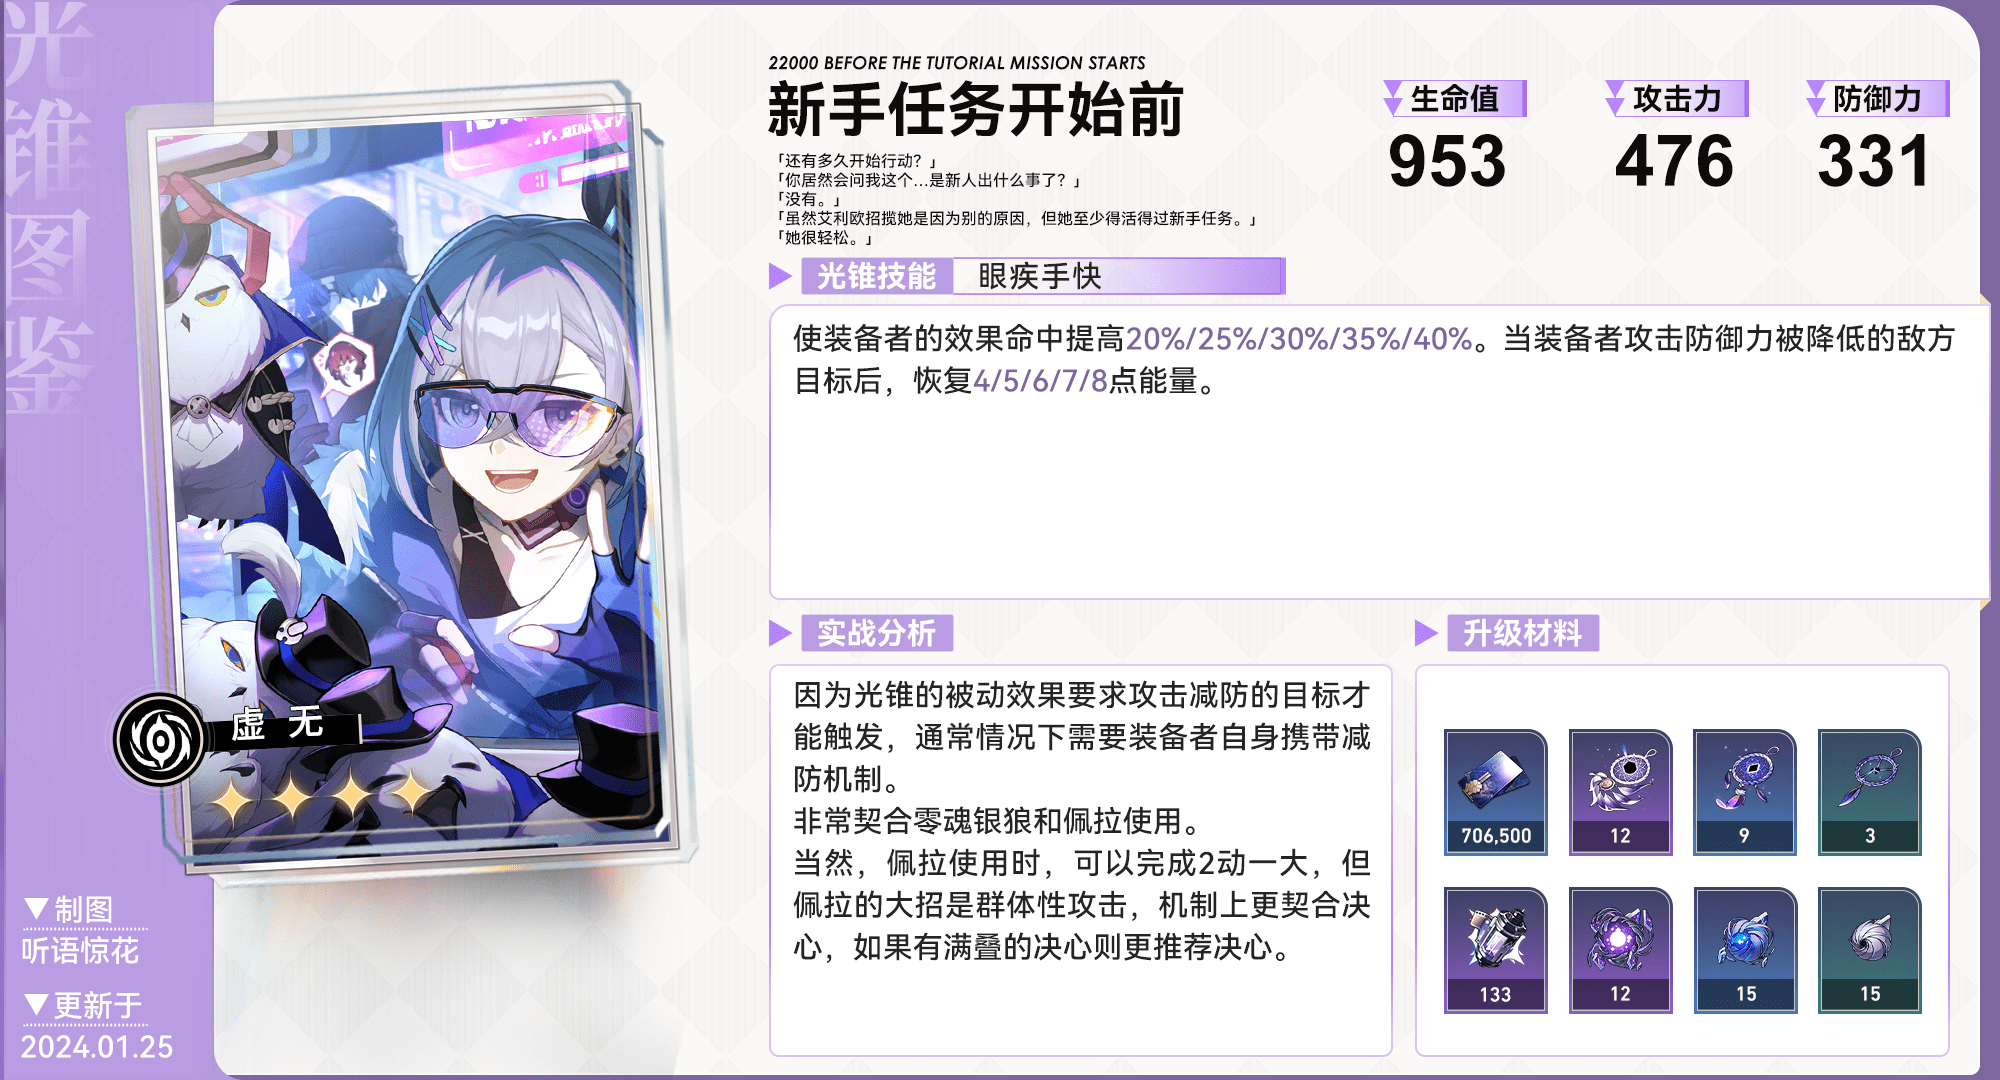 光锥图鉴
22000 BEFORE THE TUTORIAL MISSION STARTS
新手任务开始前
「还有多久开始行动？」
「你居然会问我这个…是新人出什么事了？」
「没有。」
「虽然艾利欧招揽她是因为别的原因，但她至少得活得过新手任务。」
「她很轻松。」
生命值
953
攻击力
476
防御力
331
光锥技能
眼疾手快
使装备者的效果命中提高20%/25%/30%/35%/40%。当装备者攻击防御力被降低的敌方
目标后，恢复4/5/6/7/8点能量。
虚无
实战分析
因为光锥的被动效果要求攻击减防的目标才
能触发，通常情况下需要装备者自身携带减
防机制。
非常契合零魂银狼和佩拉使用。
当然，佩拉使用时，可以完成2动一大，但
佩拉的大招是群体性攻击，机制上更契合决
心，如果有满叠的决心则更推荐决心。
升级材料
706,500
12
9
3
133
12
15
15
▼制图
听语惊花
▼更新于
2024.01.25